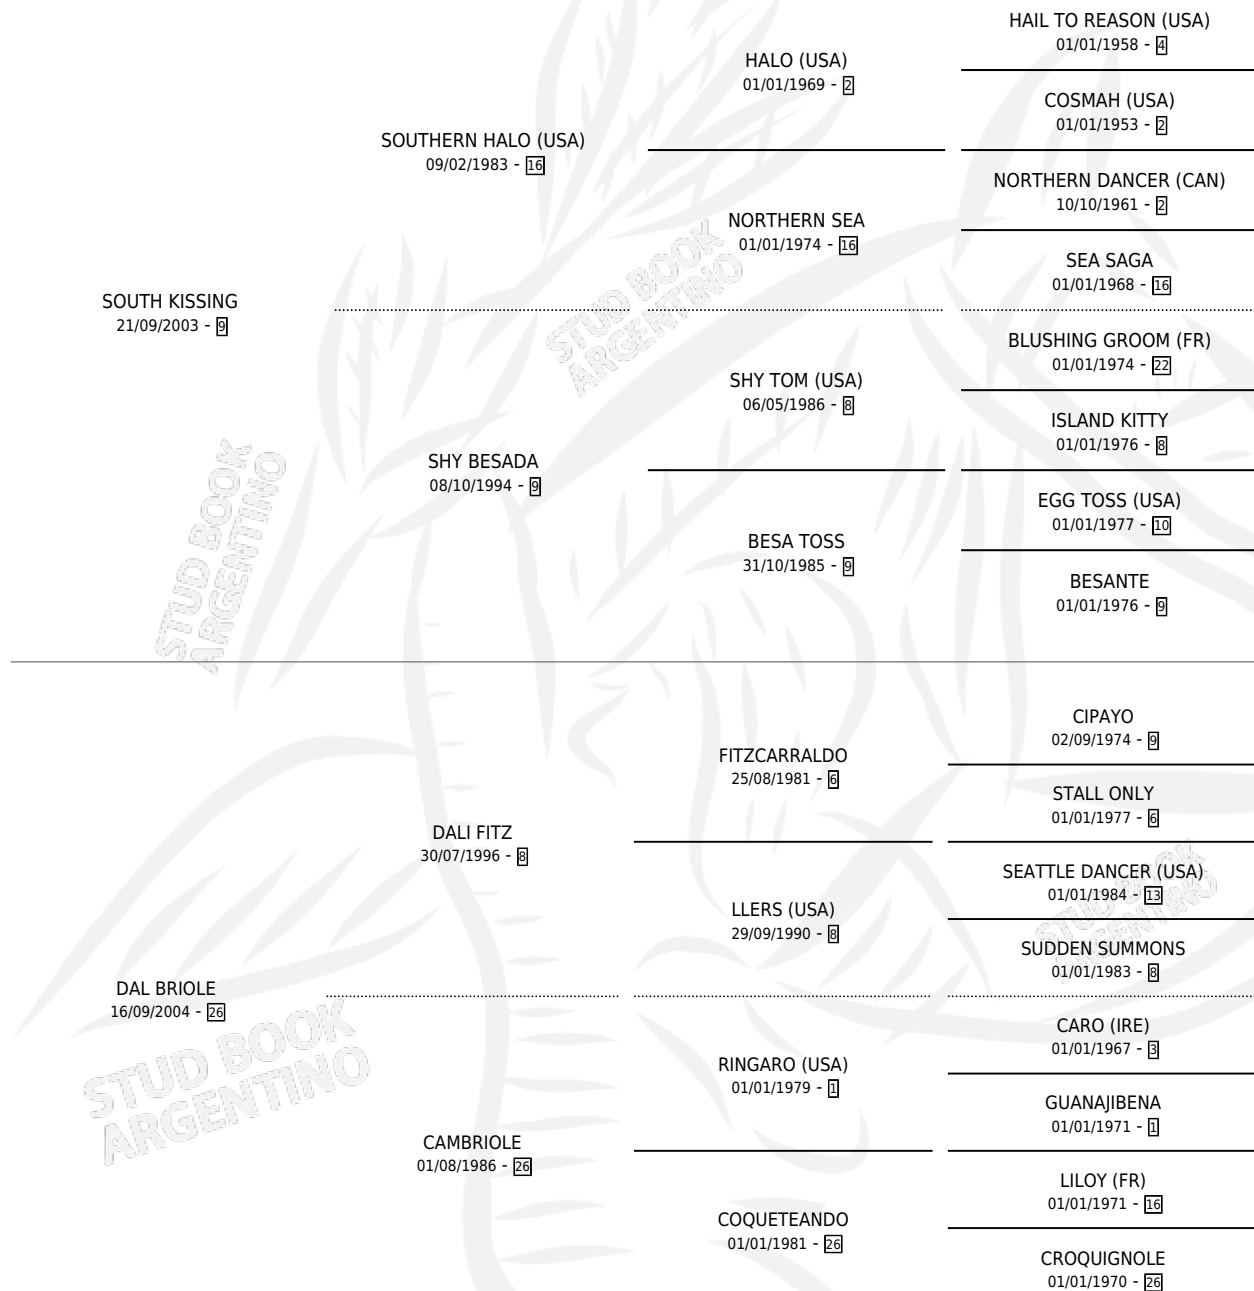 HAIL TO REASON (USA)
01/01/1958 - 4
HALO (USA)
01/01/1969 - 2
COSMAH (USA)
01/01/1953 - 2
SOUTHERN HALO (USA)
09/02/1983 - 16
NORTHERN DANCER (CAN)
10/10/1961 - 2
NORTHERN SEA
01/01/1974 - 16
SEA SAGA
01/01/1968 - 16
SOUTH KISSING
21/09/2003 - 9
STUD BOOK
ARGENTINO
BLUSHING GROOM (FR)
01/01/1974 - 22
SHY TOM (USA)
06/05/1986 - 8
ISLAND KITTY
01/01/1976 - 8
SHY BESADA
08/10/1994 - 9
EGG TOSS (USA)
01/01/1977 - 10
BESA TOSS
31/10/1985 - 9
BESANTE
01/01/1976 - 9
STUD BOOK
ARGENTINO
CIPAYO
02/09/1974 - 9
FITZCARRALDO
25/08/1981 - 6
STALL ONLY
01/01/1977 - 6
DALI FITZ
30/07/1996 - 8
SEATTLE DANCER (USA)
01/01/1984 - 13
LLERS (USA)
29/09/1990 - 8
SUDDEN SUMMONS
01/01/1983 - 8
STUD BOOK
ARGENTINO
DAL BRIOLE
16/09/2004 - 26
CARO (IRE)
01/01/1967 - 3
RINGARO (USA)
01/01/1979 - 1
GUANAJIBENA
01/01/1971 - 1
STUD BOOK
ARGENTINO
CAMBRIOLE
01/08/1986 - 26
LILOY (FR)
01/01/1971 - 16
COQUETEANDO
01/01/1981 - 26
CROQUIGNOLE
01/01/1970 - 26